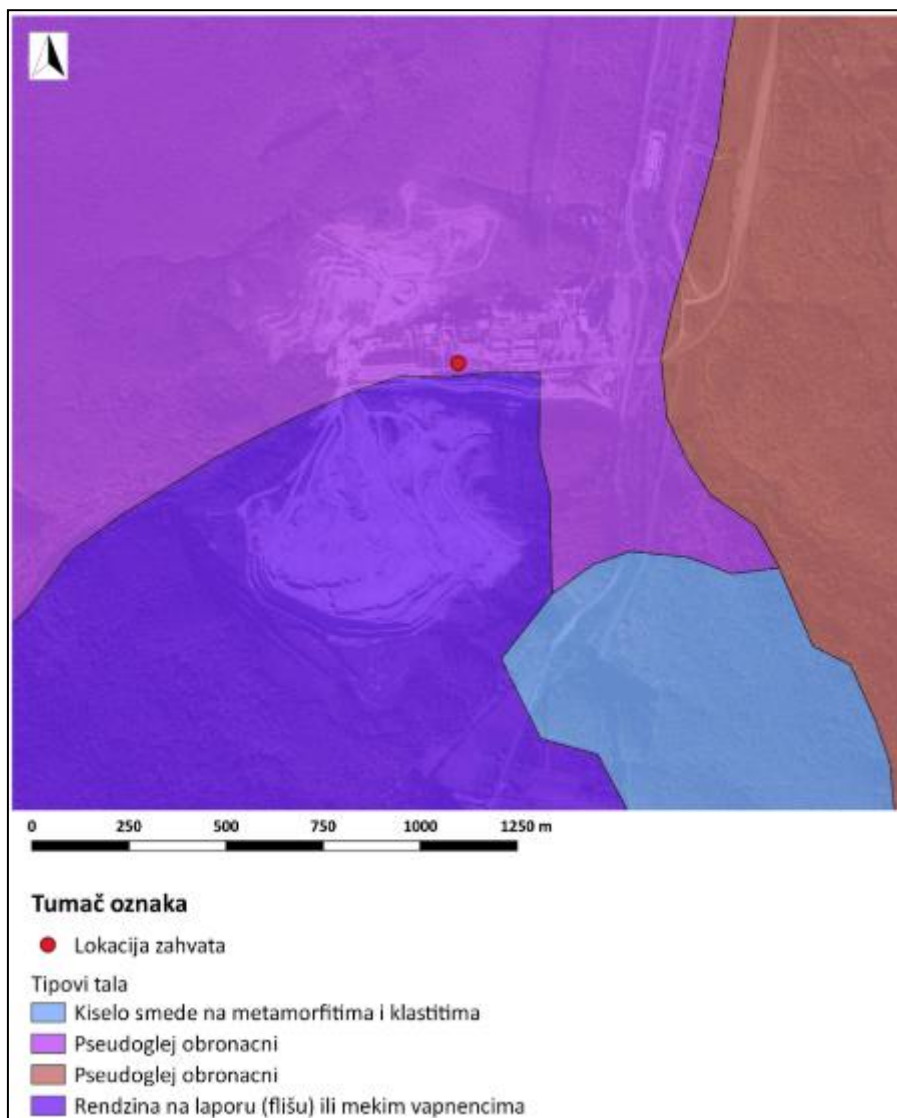 0 250 500 750 1000 1250 m
Tumač oznaka
Lokacija zahvata
Tipovi tala
Kiselo smeđe na metamorfitima i klastitima
Pseudoglej obronacni
Pseudoglej obronacni
Rendzina na laporu (flišu) ili mekim vapnencima